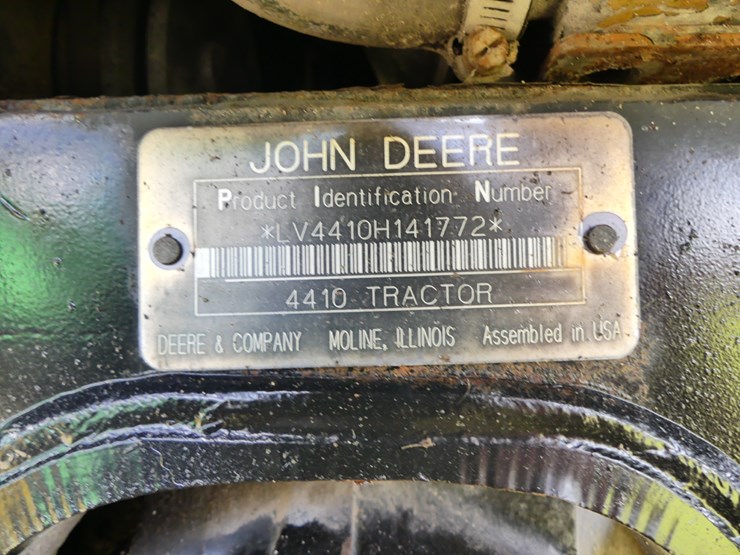 JOHN DEERE
Product Identification Number
*LV4410H141772*
4410 TRACTOR
DEERE & COMPANY MOLINE, ILLINOIS Assembled in USA